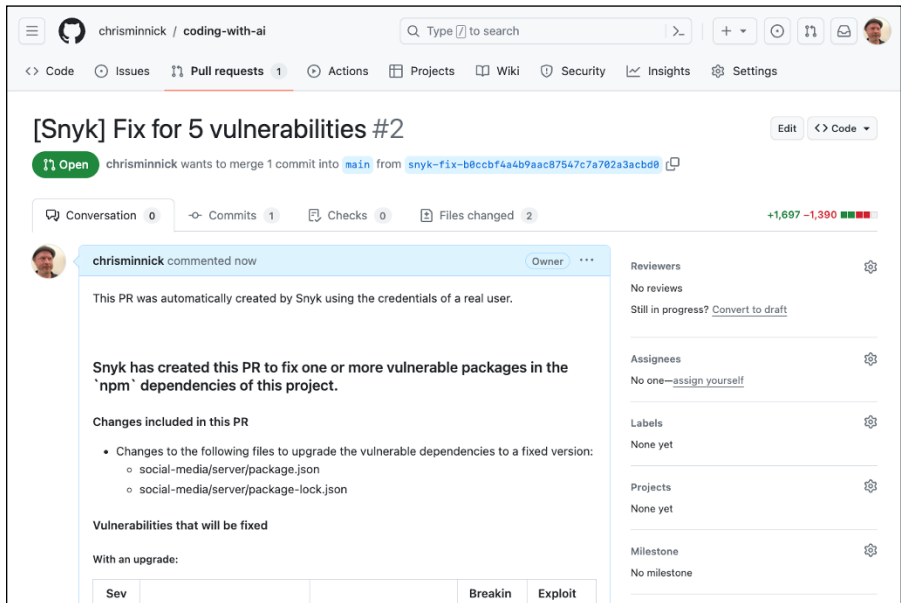 chrisminnick / coding-with-ai
Type / to search
Code
Issues
Pull requests 1
Actions
Projects
Wiki
Security
Insights
Settings
[Snyk] Fix for 5 vulnerabilities #2
Edit
<> Code
Open
chrisminnick wants to merge 1 commit into main from snyk-fix-b0ccbf4a4b9aac87547c7a702a3acbd0
Conversation 0
Commits 1
Checks 0
Files changed 2
+1,697 −1,390
chrisminnick commented now
Owner
This PR was automatically created by Snyk using the credentials of a real user.
Snyk has created this PR to fix one or more vulnerable packages in the
`npm` dependencies of this project.
Changes included in this PR
• Changes to the following files to upgrade the vulnerable dependencies to a fixed version:
◦ social-media/server/package.json
◦ social-media/server/package-lock.json
Vulnerabilities that will be fixed
With an upgrade:
Sev
Breakin
Exploit
Reviewers
No reviews
Still in progress? Convert to draft
Assignees
No one—assign yourself
Labels
None yet
Projects
None yet
Milestone
No milestone